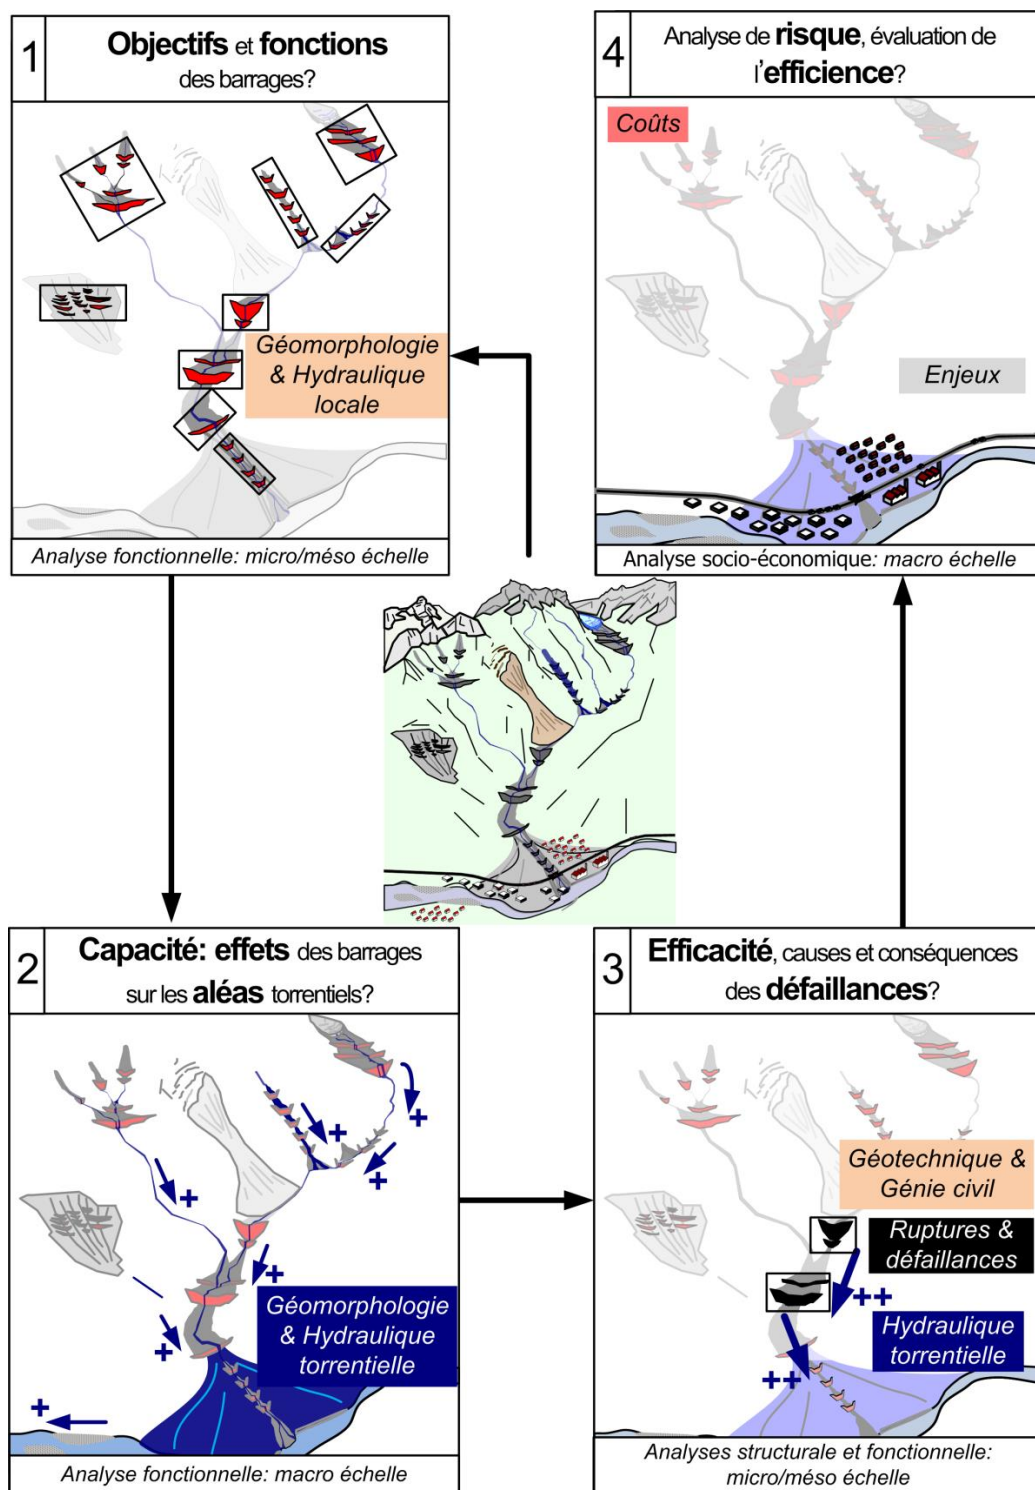 1
Objectifs et fonctions
des barrages?
Géomorphologie
& Hydraulique
locale
Analyse fonctionnelle: micro/méso échelle
4
Analyse de risque, évaluation de
l'efficience?
Coûts
Enjeux
Analyse socio-économique: macro échelle
2
Capacité: effets des barrages
sur les aléas torrentiels?
+
+
+
+
+
+
+
Géomorphologie
& Hydraulique
torrentielle
Analyse fonctionnelle: macro échelle
3
Efficacité, causes et conséquences
des défaillances?
Géotechnique &
Génie civil
Ruptures &
défaillances
++
Hydraulique
torrentielle
++
Analyses structurale et fonctionnelle:
micro/méso échelle